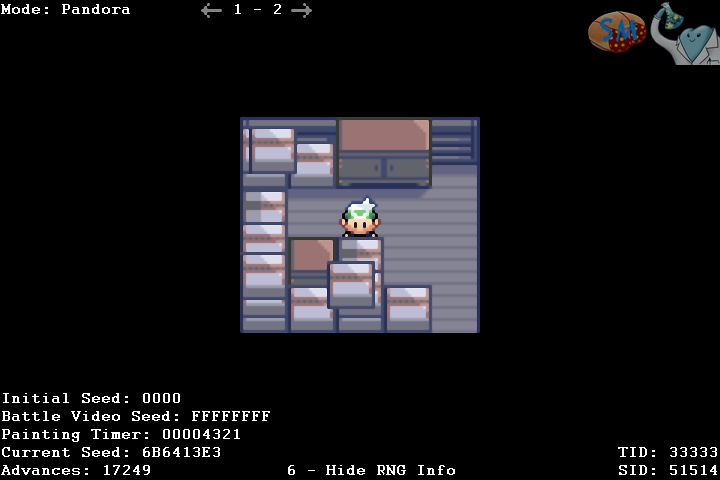 Mode: Pandora
1 - 2
SM
Initial Seed: 0000
Battle Video Seed: FFFFFFFF
Painting Timer: 00004321
Current Seed: 6B6413E3
TID: 33333
Advances: 17249
6 - Hide RNG Info
SID: 51514